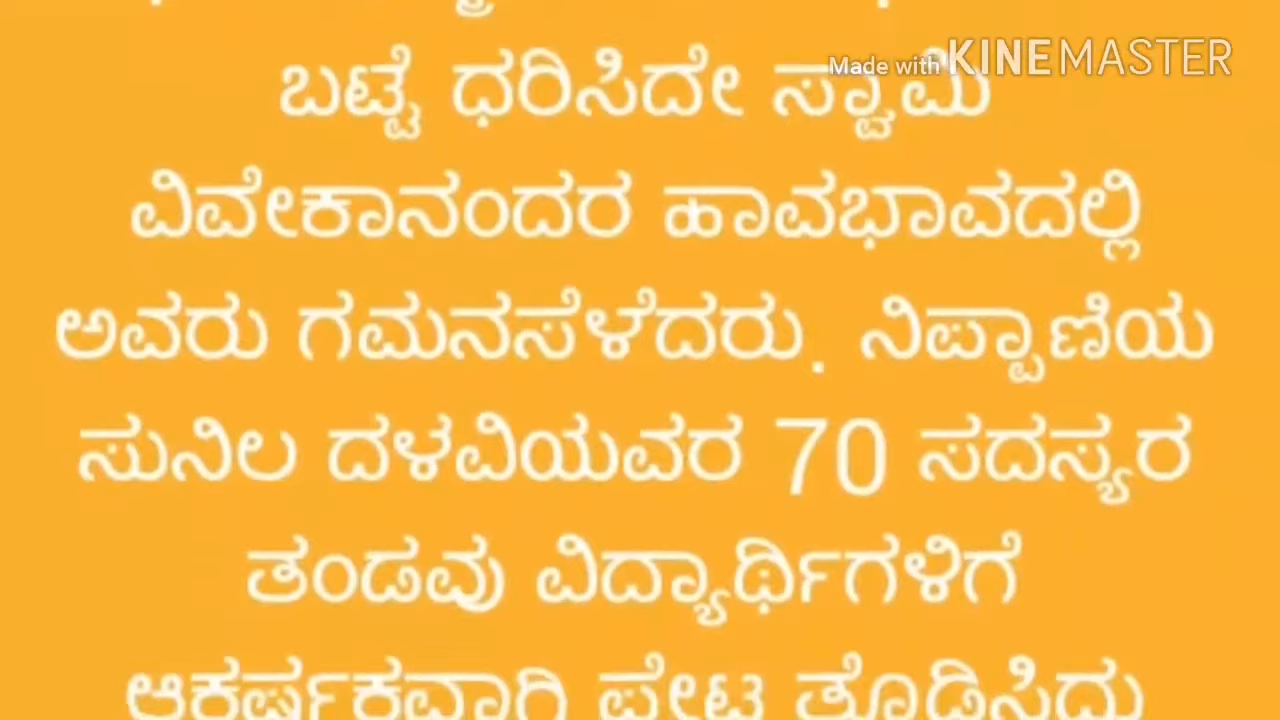 Made with KINEMASTER
ಬಟ್ಟೆ ಧರಿಸಿದೇ ಸ್ವಾಮಿ
ವಿವೇಕಾನಂದರ ಹಾವಭಾವದಲ್ಲಿ
ಅವರು ಗಮನಸೆಳೆದರು. ನಿಪ್ಪಾಣಿಯ
ಸುನಿಲ ದಳವಿಯವರ 70 ಸದಸ್ಯರ
ತಂಡವು ವಿದ್ಯಾರ್ಥಿಗಳಿಗೆ
ಆಕರ್ಷಕವಾಗಿ ಪೇಟ ತೊಡಿಸಿದು